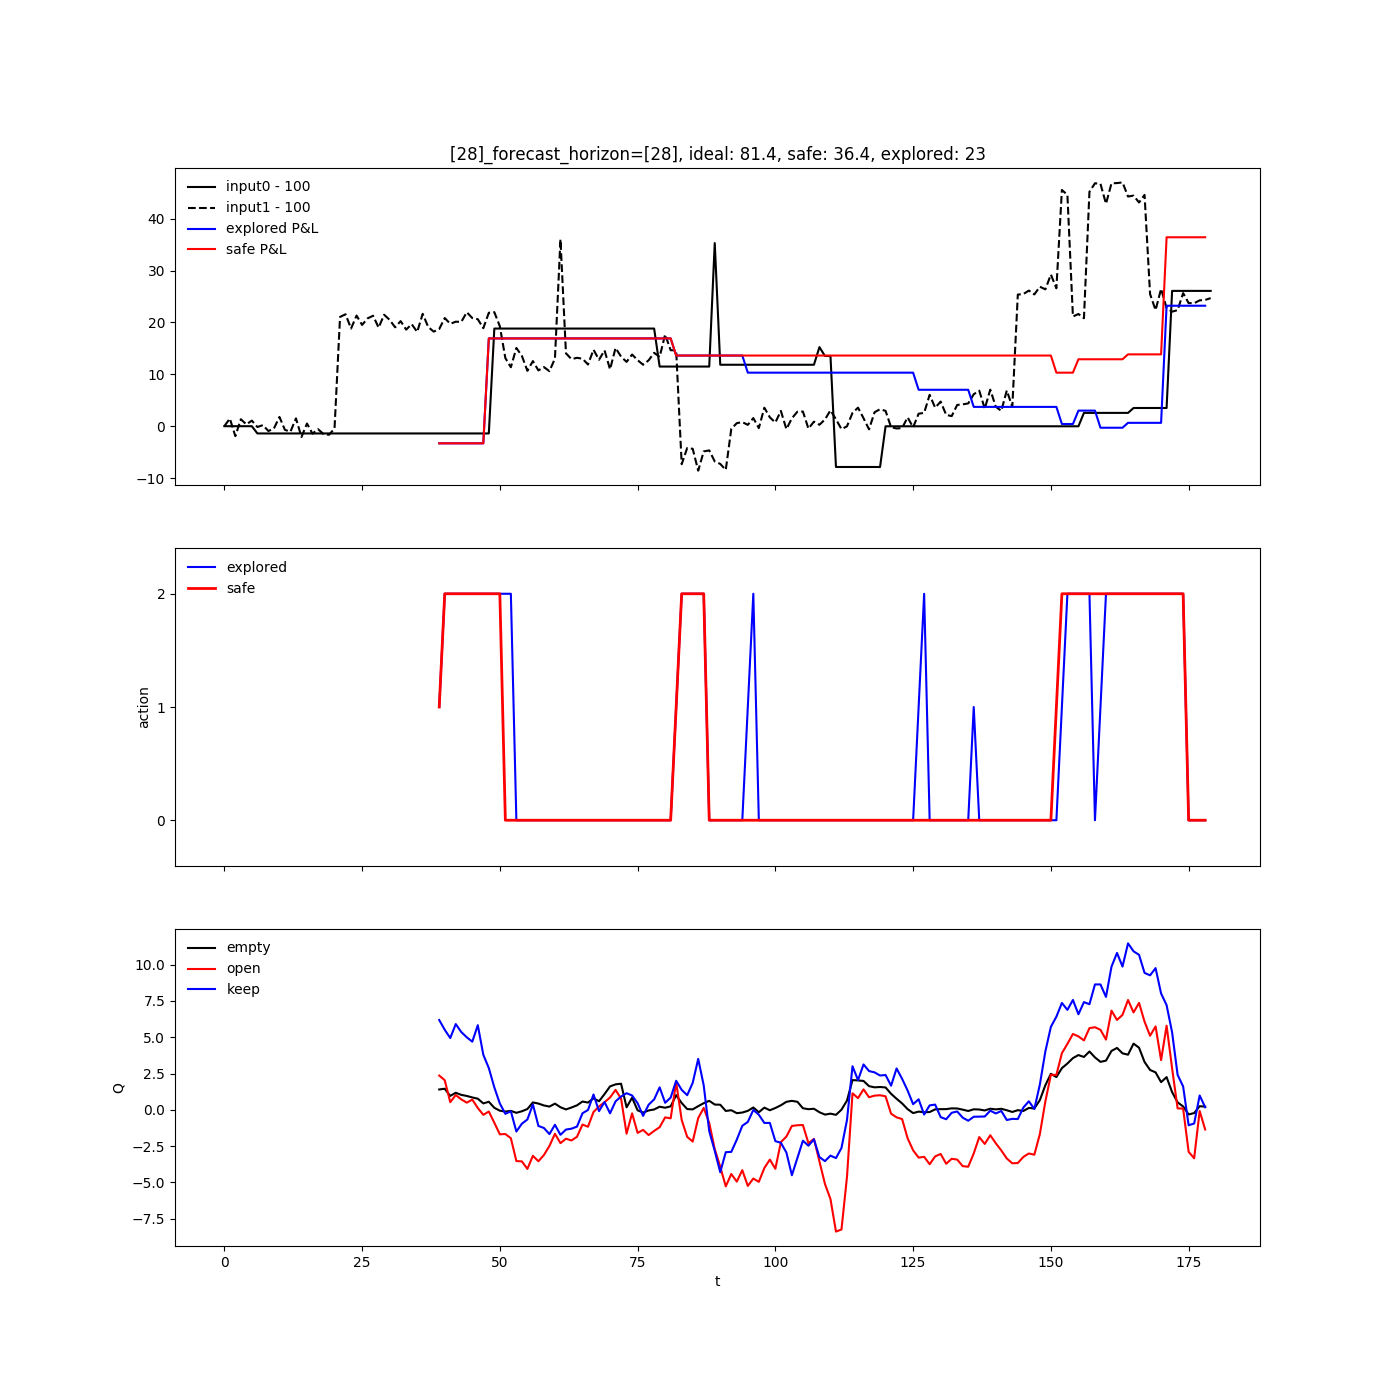 [28]_forecast_horizon=[28], ideal: 81.4, safe: 36.4, explored: 23
input0 - 100
input1 - 100
explored P&L
safe P&L
40
30
20
10
0
−10
explored
safe
2
1
0
action
empty
open
keep
10.0
7.5
5.0
2.5
0.0
−2.5
−5.0
−7.5
Q
0 25 50 75 100 125 150 175
t